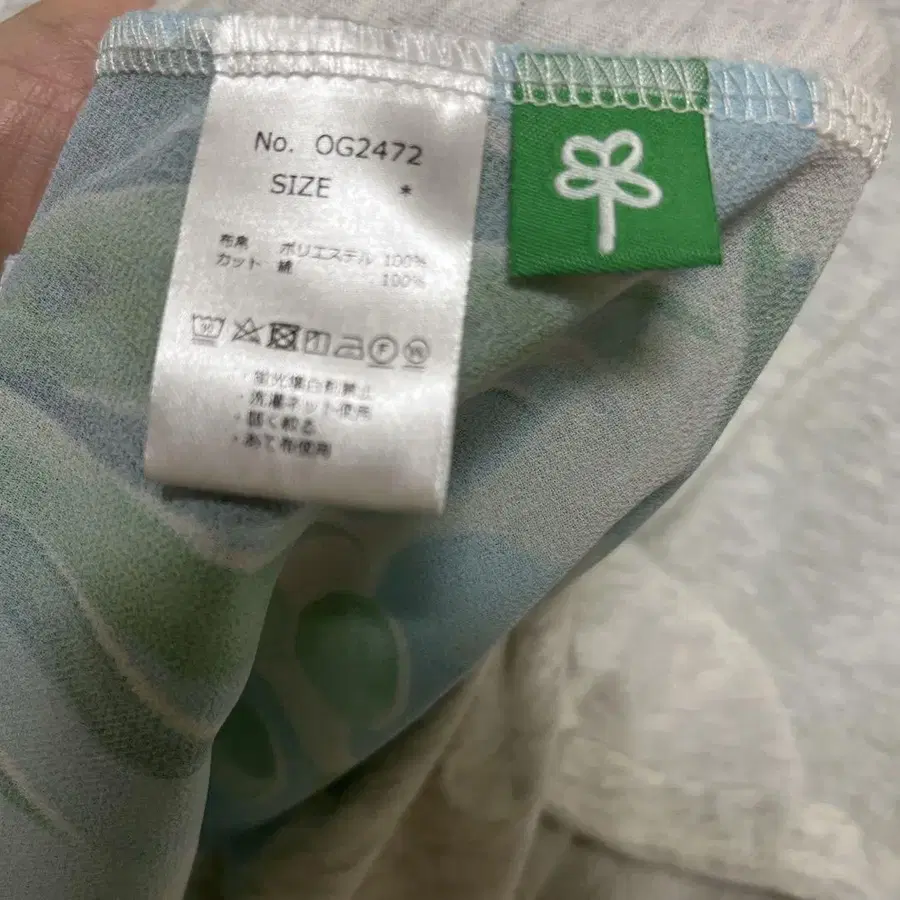 No. OG2472
SIZE *
布帛 ポリエステル 100%
カット 綿 100%
・蛍光増白剤禁止
・洗濯ネット使用
・弱く絞る
・あて布使用